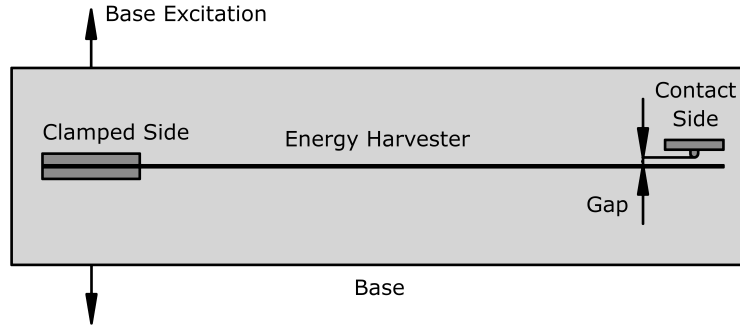 Base Excitation
Contact
Side
Clamped Side
Energy Harvester
Gap
Base